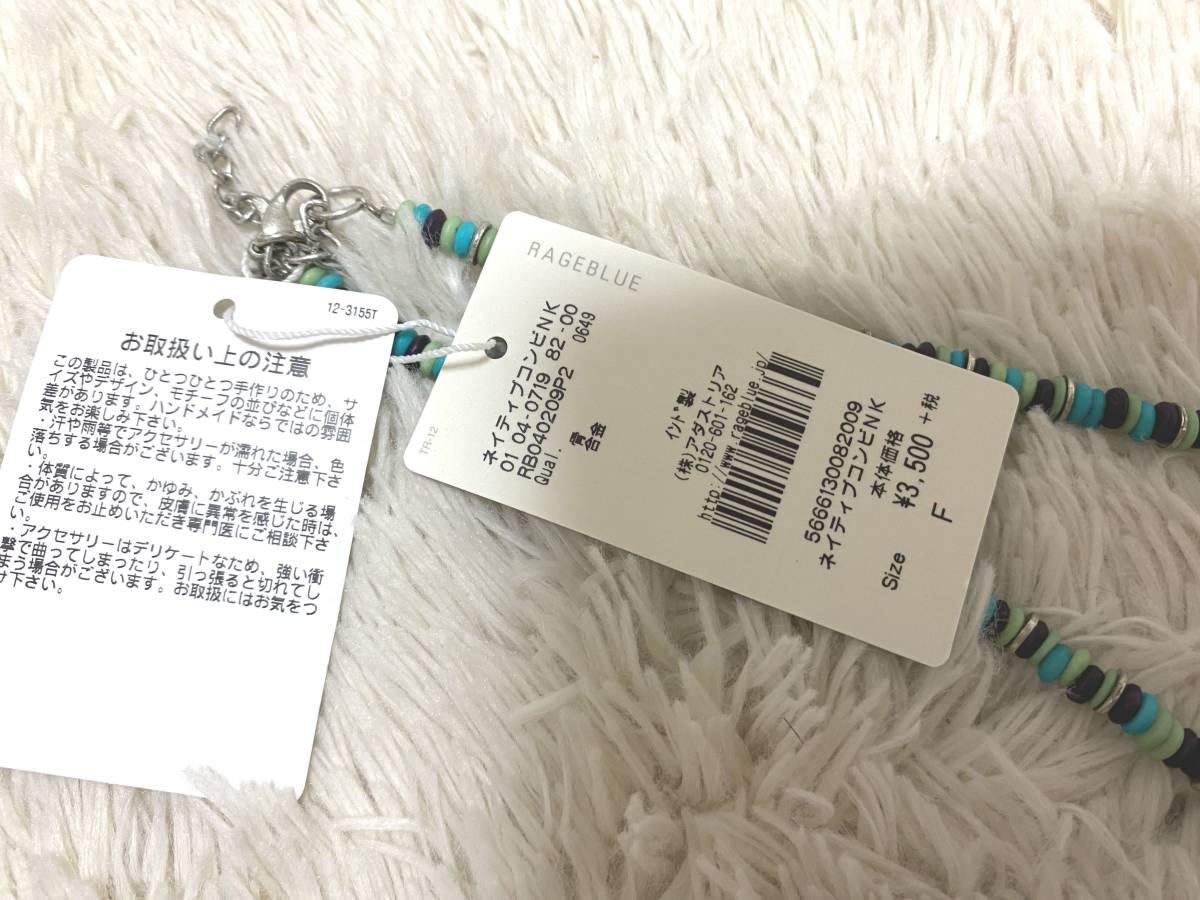 12-3155T
お取扱い上の注意
この製品は、ひとつひとつ手作りのため、サ
イズやデザイン，モチーフの並びなどに個体
差があります。ハンドメイドならではの雰囲
気をお楽しみ下さい。
・汗や雨等でアクセサリーが濡れた場合、色
落ちする場合がございます。十分ご注意下さ
い。
・体質によって、かゆみ、かぶれを生じる場
合がありますので、皮膚に異常を感じた時は、
ご使用をお止めいただき専門医にご相談下さ
い。
・アクセサリーはデリケートなため、強い衝
撃で曲ってしまったり、引っ張ると切れてし
まう場合がございます。お取扱にはお気をつ
け下さい。
RAGEBLUE
TR-12
ネイティブコンビNK
01 04-0719 82-00
RB040209P2 0649
Qual.
骨
合金
インド製
(株)アダストリア
0120-601-162
http://www.rageblue.jp/
5666130082009
ネイティブコンビNK
本体価格
¥3,500 +税
Size F